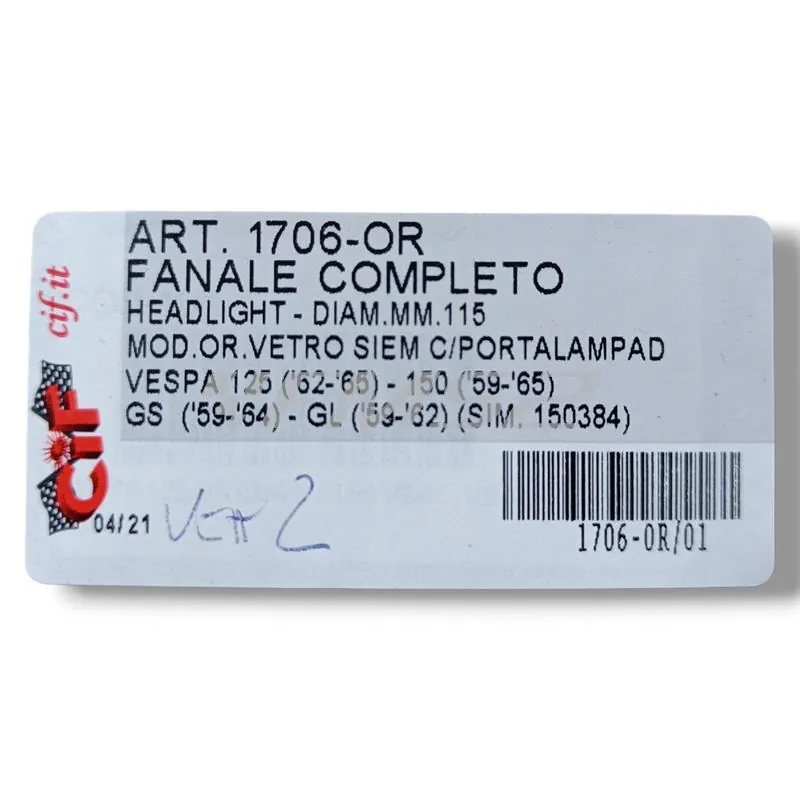 ART. 1706-OR
FANALE COMPLETO
HEADLIGHT - DIAM.MM.115
MOD.OR.VETRO SIEM C/PORTALAMPAD
VESPA 125 ('62-'65) - 150 ('59-'65)
GS ('59-'64) - GL ('59-'62) (SIM. 150384)
cif.it
CiF
04/21
1706-0R/01